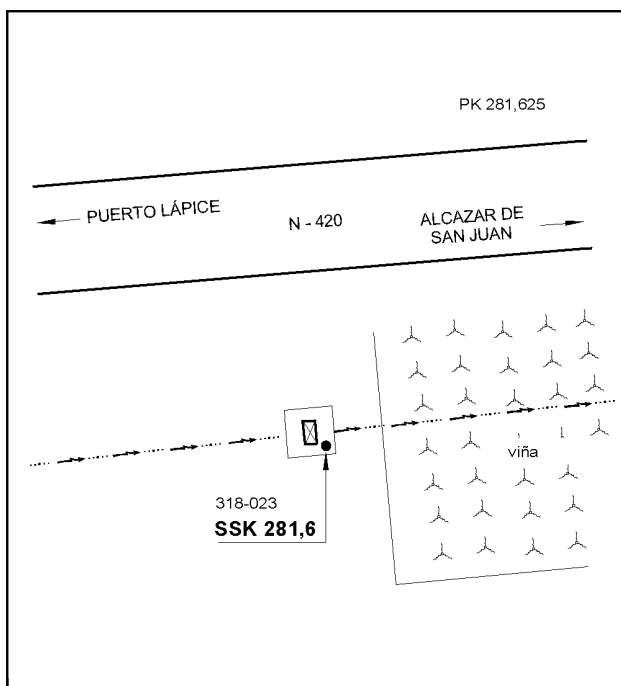 PK 281,625
PUERTO LÁPICE
N - 420
ALCAZAR DE
SAN JUAN
viña
318-023
SSK 281,6